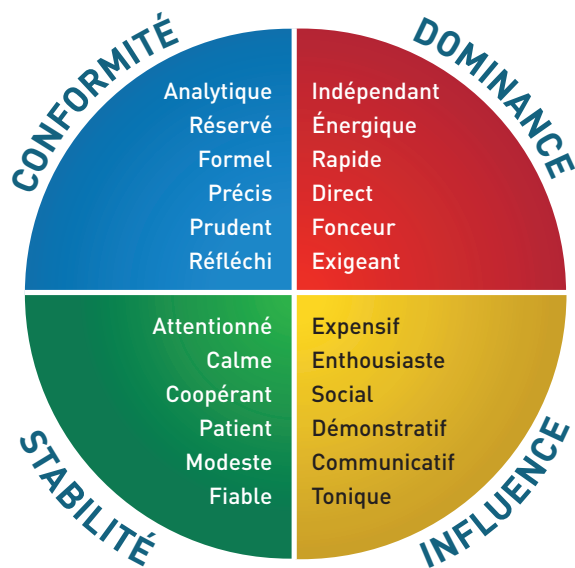 CONFORMITÉ
Analytique
Réservé
Formel
Précis
Prudent
Réfléchi
DOMINANCE
Indépendant
Énergique
Rapide
Direct
Fonceur
Exigeant
STABILITÉ
Attentionné
Calme
Coopérant
Patient
Modeste
Fiable
INFLUENCE
Expensif
Enthousiaste
Social
Démonstratif
Communicatif
Tonique